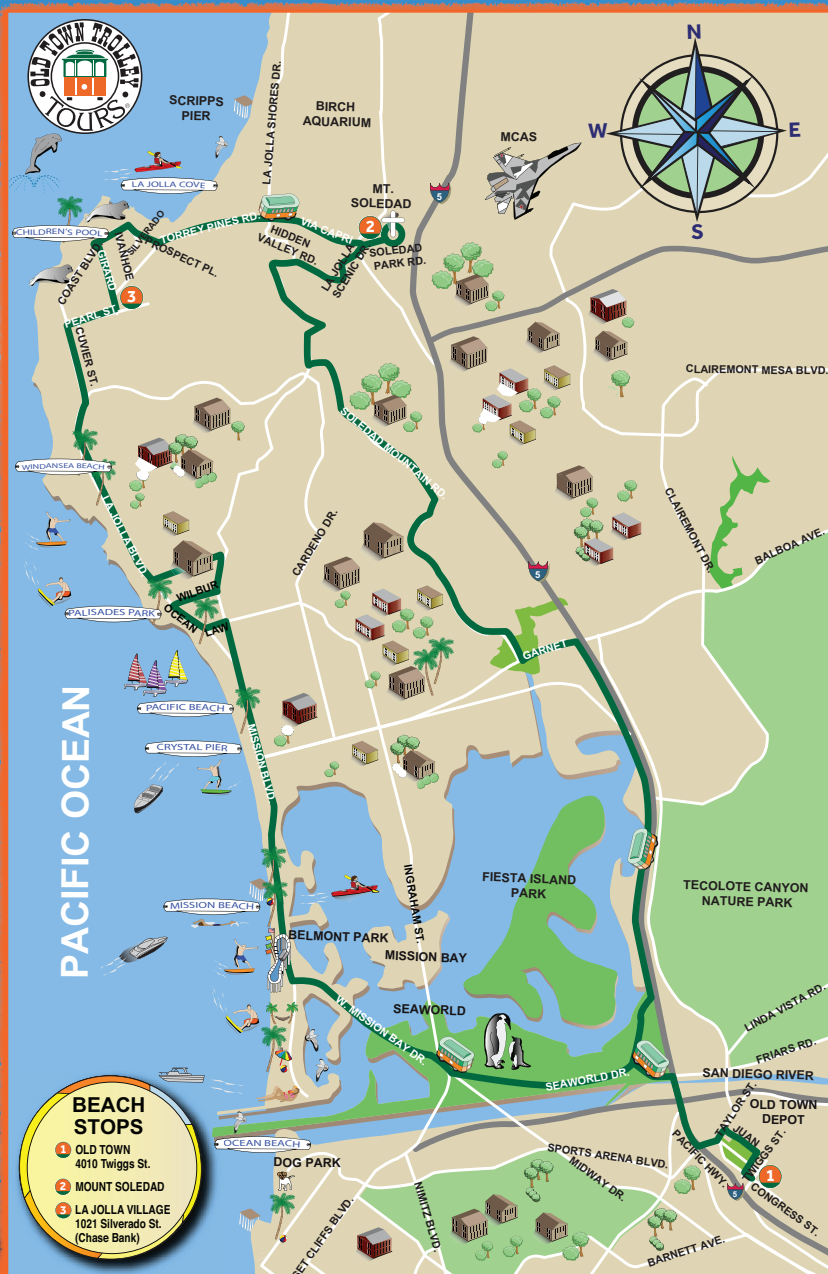 OLD TOWN TROLLEY
TOURS®
N
W
E
S
SCRIPPS
PIER
LA JOLLA SHORES DR.
BIRCH
AQUARIUM
MCAS
LA JOLLA COVE
MT.
SOLEDAD
5
2
CHILDREN'S POOL
SILVERADO
TORREY PINES RD.
VIA CAPRI
HIDDEN
VALLEY RD.
LA JOLLA
SCENIC DR.
SOLEDAD
PARK RD.
PROSPECT PL.
IVANHOE
GIRARD
COAST BLVD.
3
PEARL ST.
CUVIER ST.
CLAIREMONT MESA BLVD.
SOLEDAD MOUNTAIN RD.
WINDANSEA BEACH
LA JOLLA BLVD.
CARDENO DR.
CLAIREMONT DR.
BALBOA AVE.
5
WILBUR
PALISADES PARK
OCEAN
LAW
GARNET
PACIFIC BEACH
CRYSTAL PIER
MISSION BLVD.
PACIFIC OCEAN
INGRAHAM ST.
FIESTA ISLAND
PARK
TECOLOTE CANYON
NATURE PARK
MISSION BEACH
BELMONT PARK
MISSION BAY
SEAWORLD
W. MISSION BAY DR.
LINDA VISTA RD.
FRIARS RD.
SEAWORLD DR.
SAN DIEGO RIVER
TAYLOR ST.
OLD TOWN
DEPOT
JUAN
TWIGGS ST.
1
PACIFIC HWY.
5
CONGRESS ST.
OCEAN BEACH
DOG PARK
SPORTS ARENA BLVD.
MIDWAY DR.
NIMITZ BLVD.
SET CLIFFS BLVD.
BARNETT AVE.
BEACH
STOPS
1 OLD TOWN
4010 Twiggs St.
2 MOUNT SOLEDAD
3 LA JOLLA VILLAGE
1021 Silverado St.
(Chase Bank)